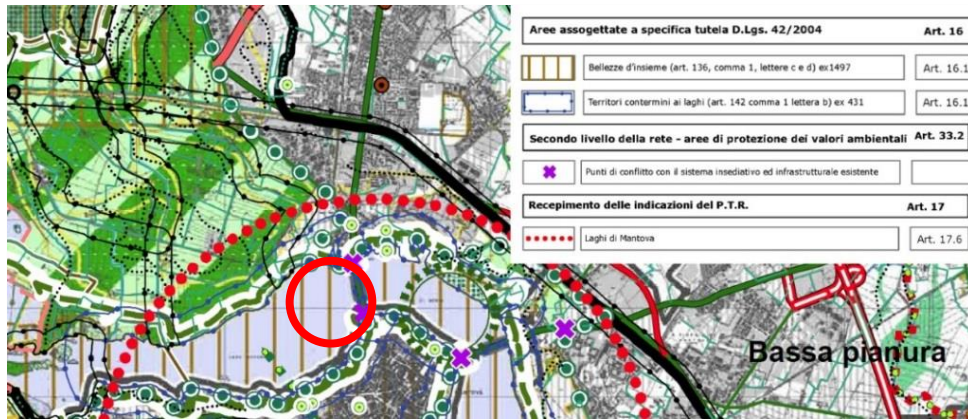 Aree assogettate a specifica tutela D.Lgs. 42/2004 Art. 16
Bellezze d'insieme (art. 136, comma 1, lettere c e d) ex1497 Art. 16.1
Territori contermini ai laghi (art. 142 comma 1 lettera b) ex 431 Art. 16.1
Secondo livello della rete - aree di protezione dei valori ambientali Art. 33.2
Punti di conflitto con il sistema insediativo ed infrastrutturale esistente
Recepimento delle indicazioni del P.T.R. Art. 17
Laghi di Mantova Art. 17.6
Bassa pianura